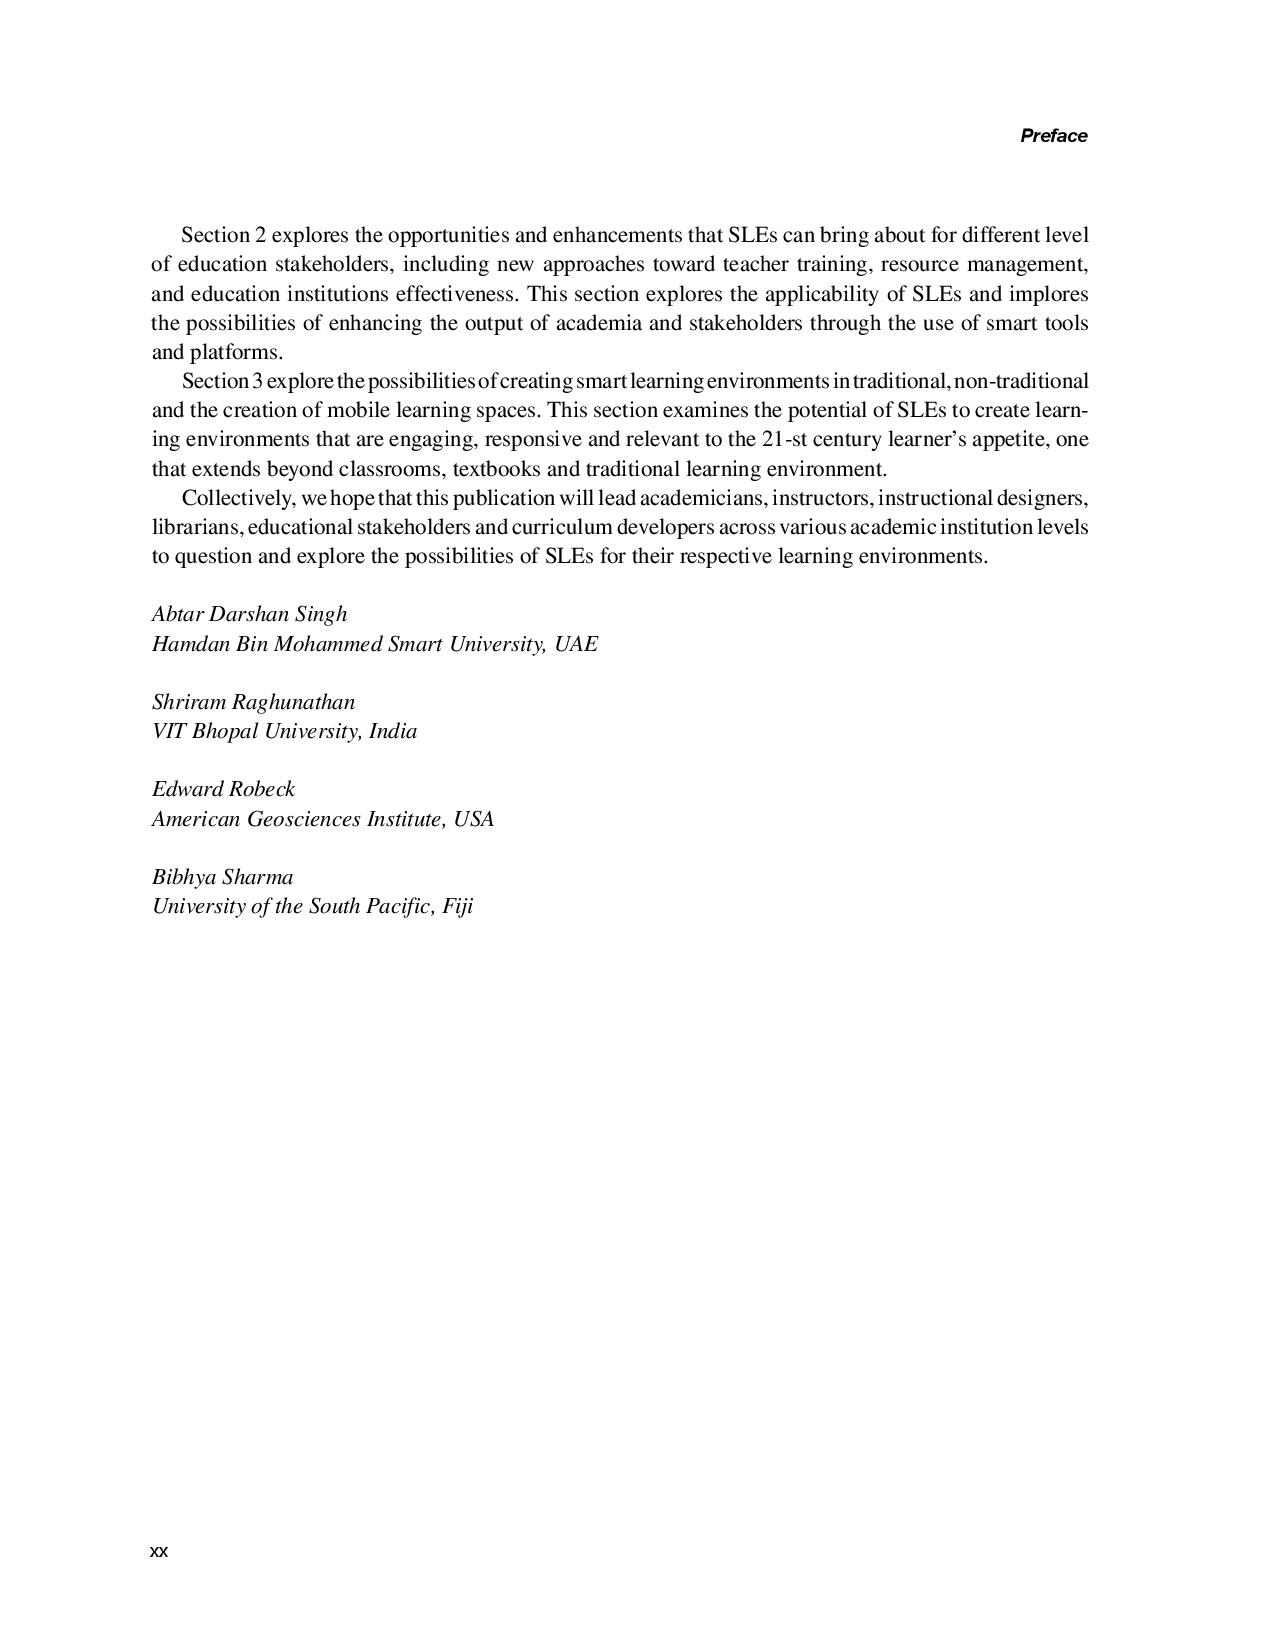 Preface
Section 2 explores the opportunities and enhancements that SLEs can bring about for different level
of education stakeholders, including new approaches toward teacher training, resource management,
and education institutions effectiveness. This section explores the applicability of SLEs and implores
the possibilities of enhancing the output of academia and stakeholders through the use of smart tools
and platforms.
Section 3 explore the possibilities of creating smart learning environments in traditional, non-traditional
and the creation of mobile learning spaces. This section examines the potential of SLEs to create learn-
ing environments that are engaging, responsive and relevant to the 21-st century learner’s appetite, one
that extends beyond classrooms, textbooks and traditional learning environment.
Collectively, we hope that this publication will lead academicians, instructors, instructional designers,
librarians, educational stakeholders and curriculum developers across various academic institution levels
to question and explore the possibilities of SLEs for their respective learning environments.
Abtar Darshan Singh
Hamdan Bin Mohammed Smart University, UAE
Shriram Raghunathan
VIT Bhopal University, India
Edward Robeck
American Geosciences Institute, USA
Bibhya Sharma
University of the South Pacific, Fiji
xx